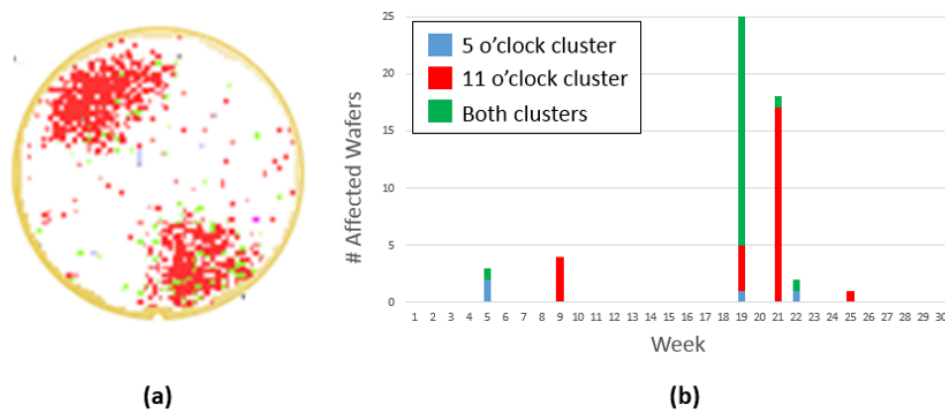 5 o'clock cluster
11 o'clock cluster
Both clusters
# Affected Wafers
25
20
15
10
5
0
1 2 3 4 5 6 7 8 9 10 11 12 13 14 15 16 17 18 19 20 21 22 23 24 25 26 27 28 29 30
Week
(a)
(b)